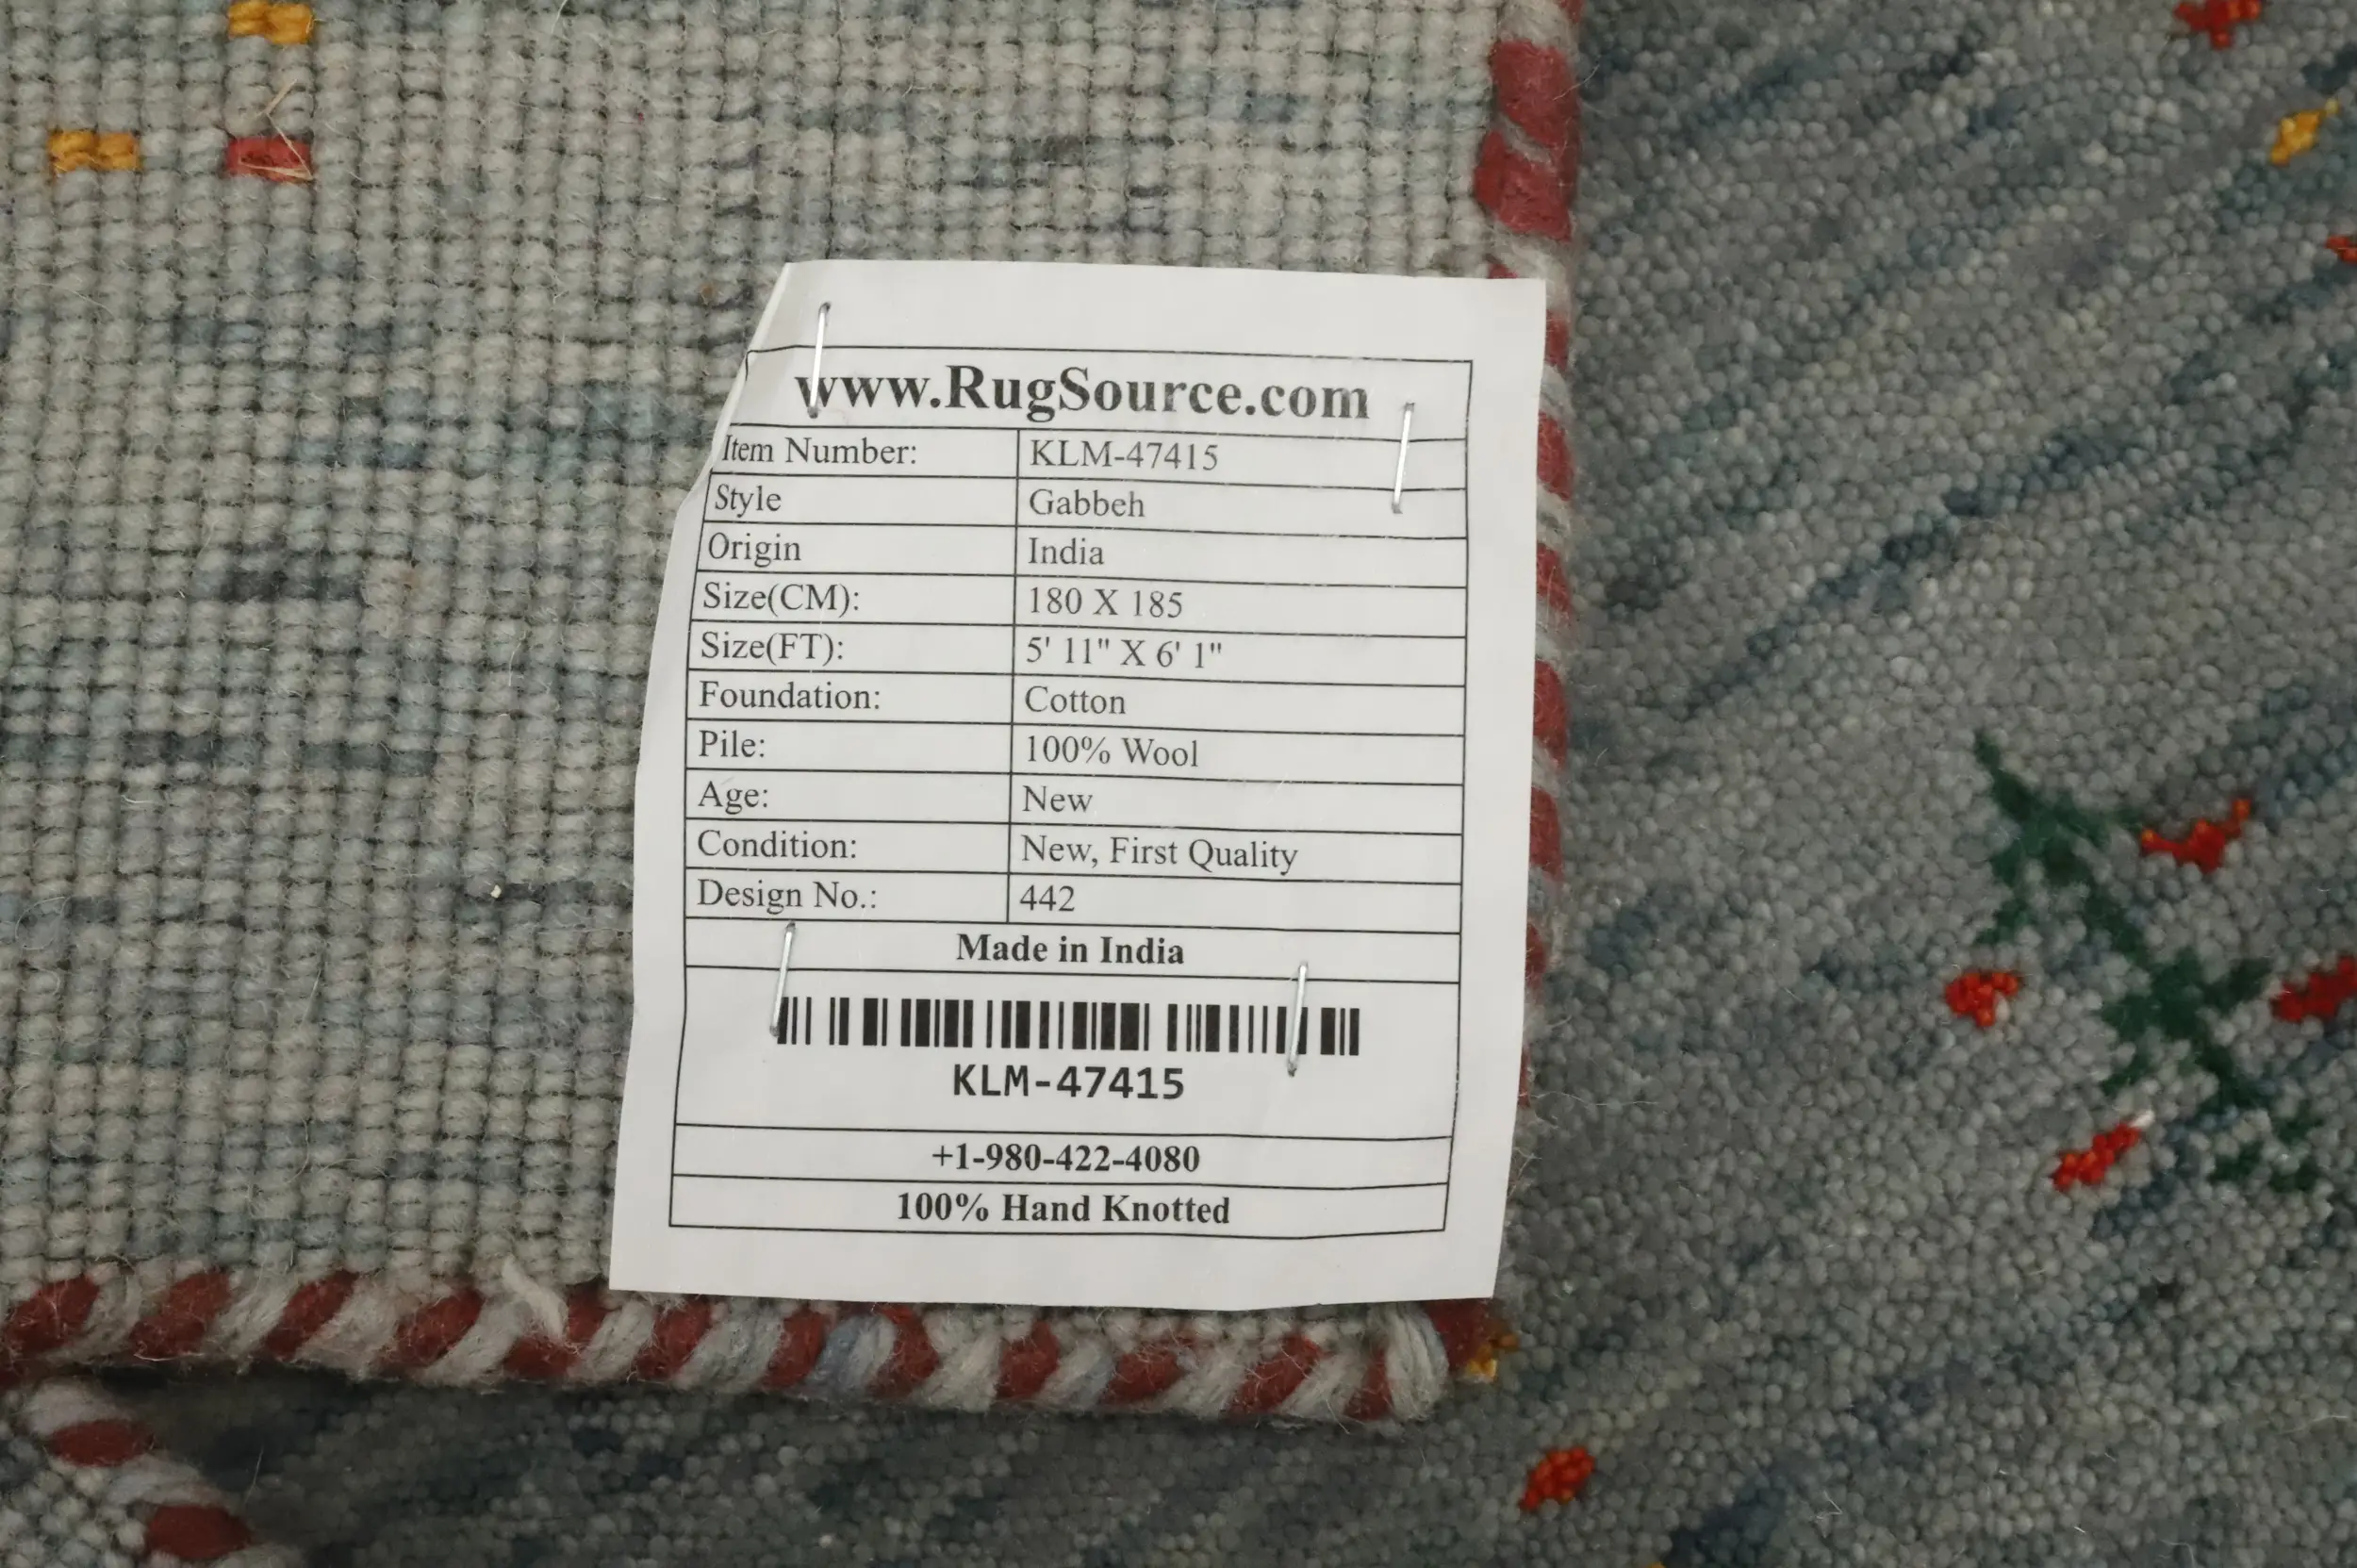 www.RugSource.com
Item Number: KLM-47415
Style Gabbeh
Origin India
Size(CM): 180 X 185
Size(FT): 5' 11" X 6' 1"
Foundation: Cotton
Pile: 100% Wool
Age: New
Condition: New, First Quality
Design No.: 442
Made in India
KLM-47415
+1-980-422-4080
100% Hand Knotted